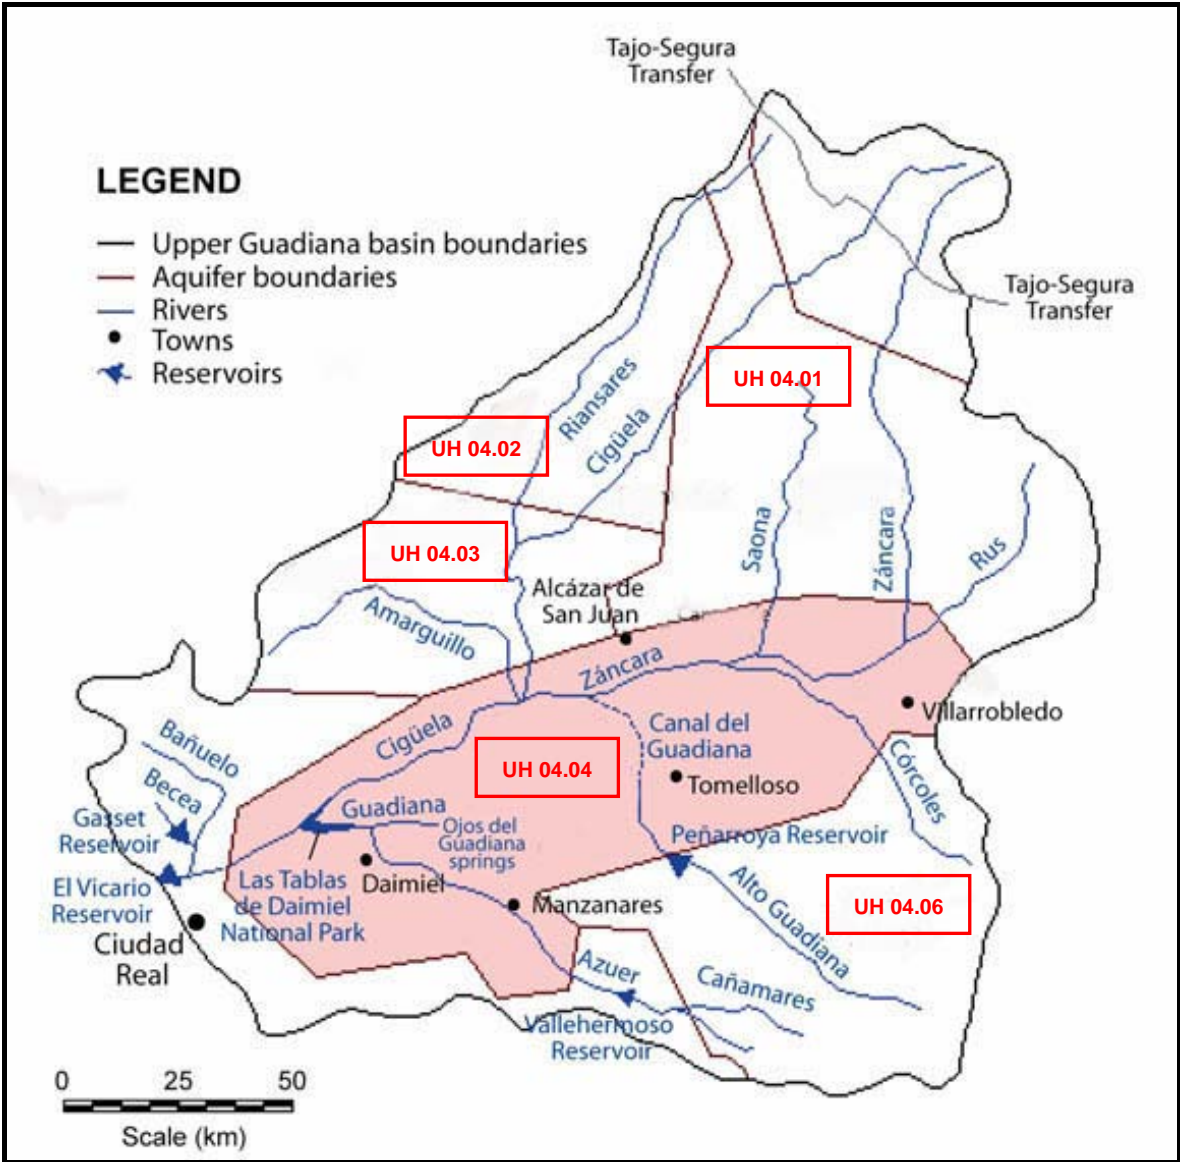 Tajo-Segura
Transfer
LEGEND
Upper Guadiana basin boundaries
Aquifer boundaries
Rivers
Towns
Reservoirs
Tajo-Segura
Transfer
UH 04.01
Riansares
Cigüela
UH 04.02
UH 04.03
Saona
Záncara
Rus
Alcázar de
San Juan
Amarguillo
Záncara
Villarrobledo
Cigüela
Canal del
Guadiana
Bañuelo
Becea
UH 04.04
Tomelloso
Córcoles
Gasset
Reservoir
Guadiana
Ojos del
Guadiana
springs
Peñarroya Reservoir
El Vicario
Reservoir
Las Tablas
de Daimiel
National Park
Daimiel
Manzanares
Alto Guadiana
UH 04.06
Ciudad
Real
Azuer
Cañamares
Vallehermoso
Reservoir
0 25 50
Scale (km)